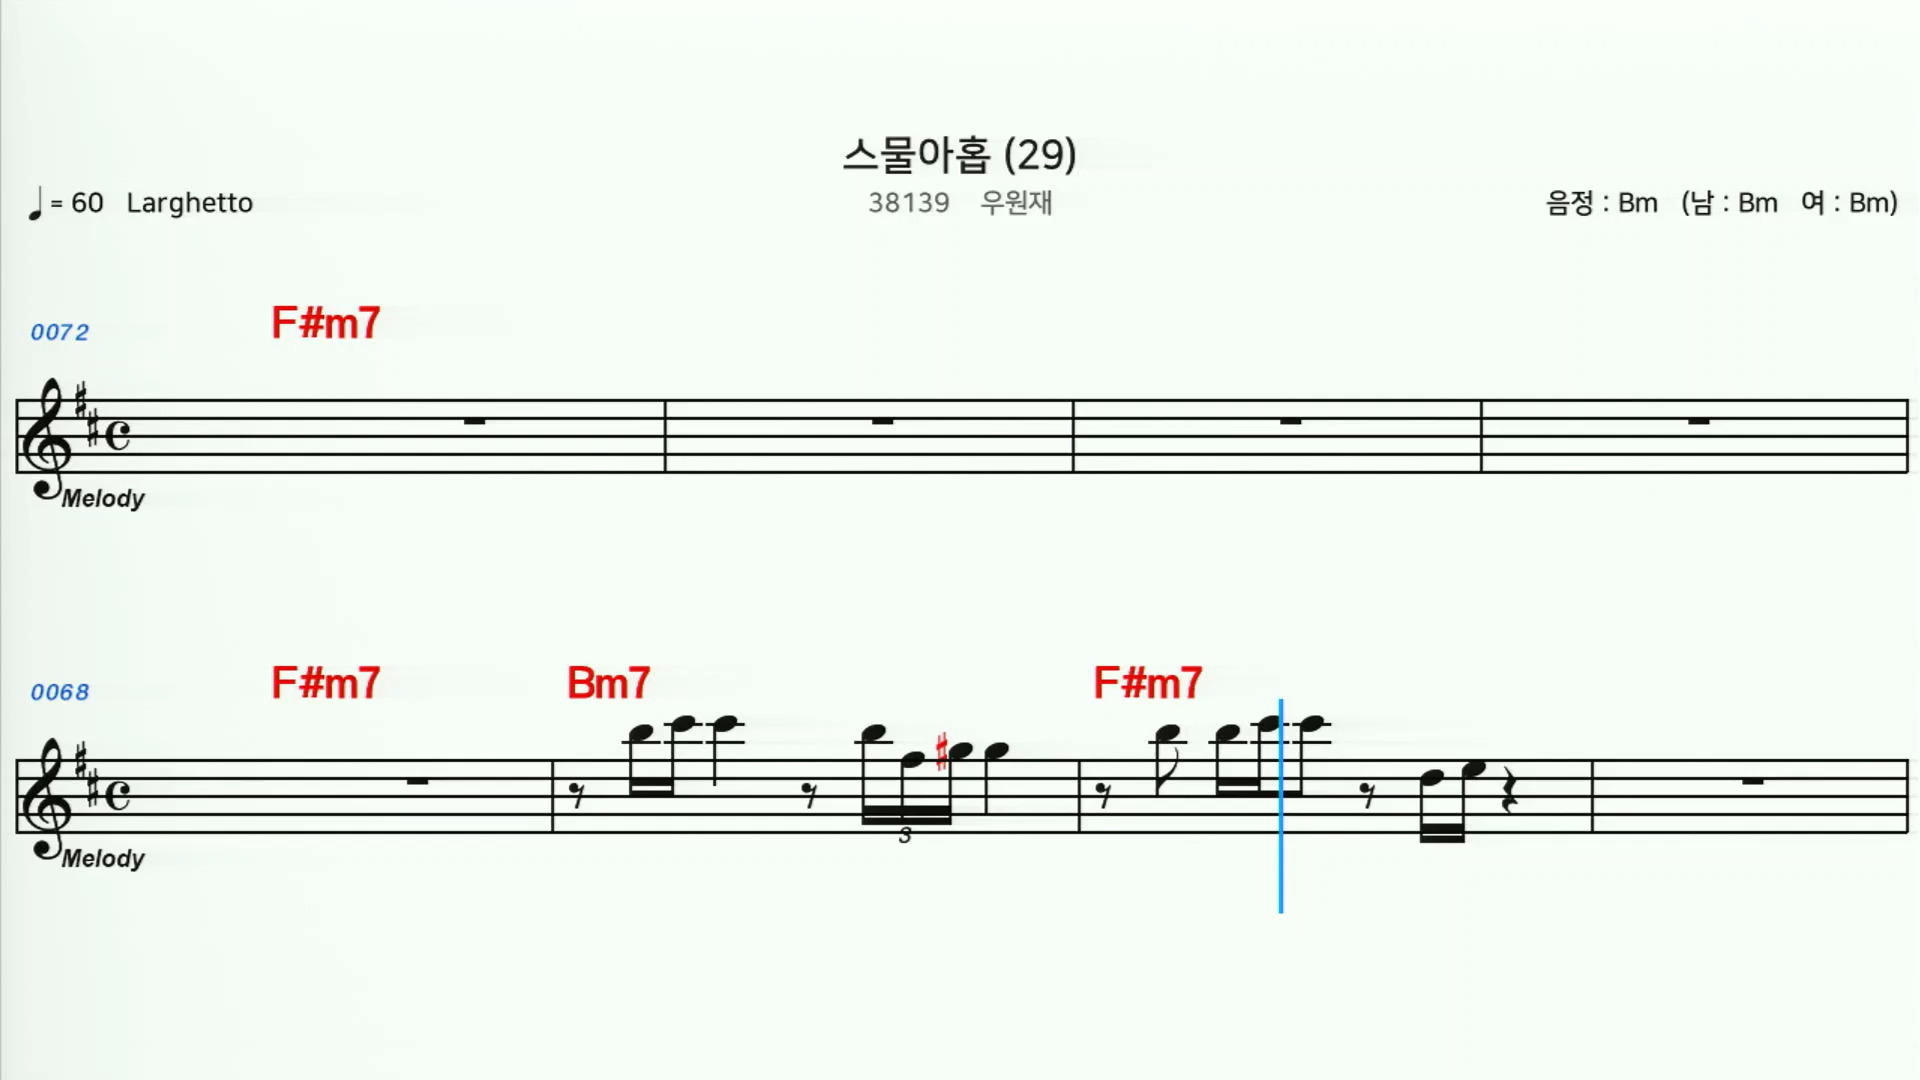 스물아홉 (29)
♩ = 60 Larghetto 38139 우원재 음정 : Bm (남 : Bm 여 : Bm)
0072 F#m7
Melody
0068 F#m7 Bm7 F#m7
3
Melody